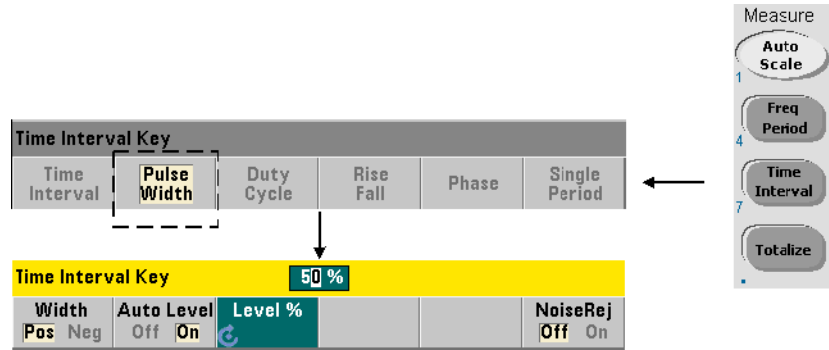 Measure
Auto
Scale
1
Freq
Period
4
Time
Interval
7
Totalize
.
Time Interval Key
Time Interval
Pulse Width
Duty Cycle
Rise Fall
Phase
Single Period
Time Interval Key 50 %
Width Auto Level Level % NoiseRej
Pos Neg Off On Off On